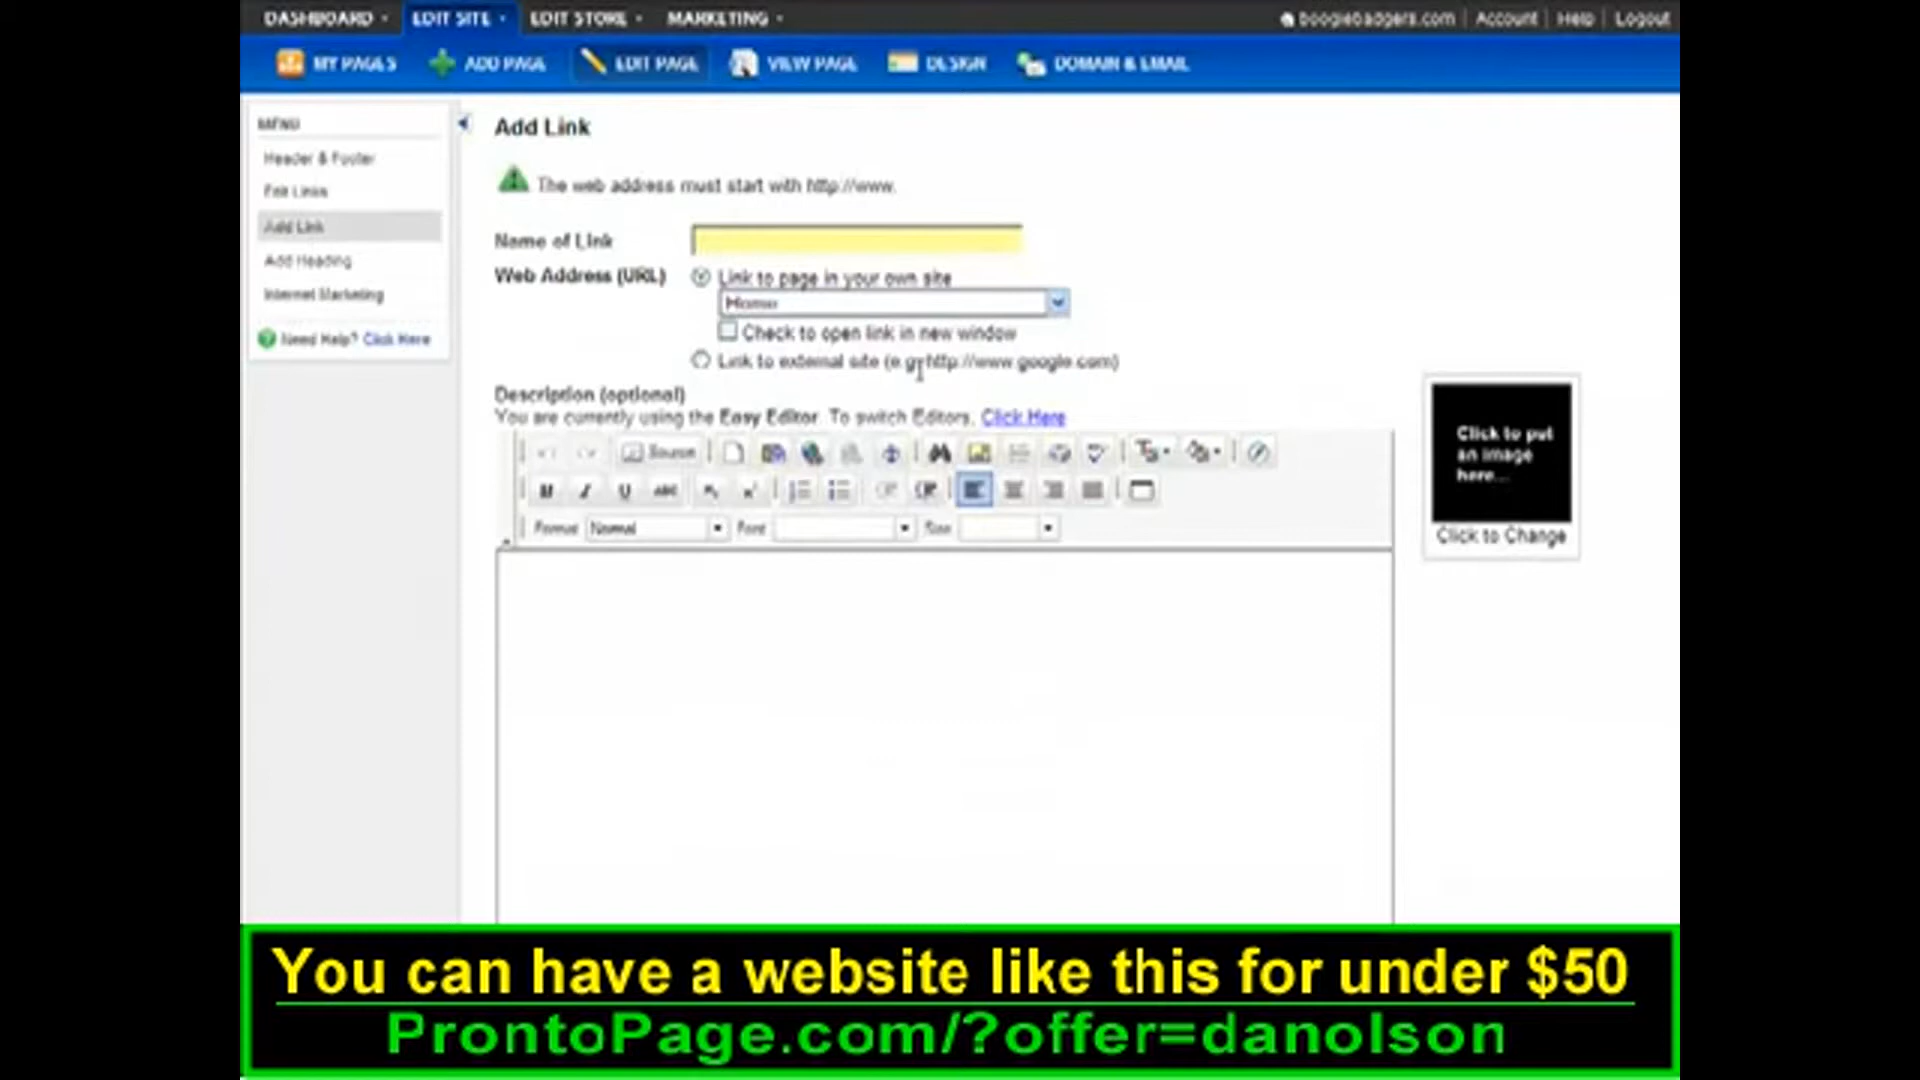 DASHBOARD EDIT SITE EDIT STORE MARKETING boogiebadgers.com | Account | Help | Logout
MY PAGES ADD PAGE EDIT PAGE VIEW PAGE DESIGN DOMAIN & EMAIL
MENU
Header & Footer
Edit Links
Add Link
Add Heading
Internet Marketing
Need Help? Click Here
Add Link
The web address must start with http://www.
Name of Link
Web Address (URL) Link to page in your own site
Home
Check to open link in new window
Link to external site (e.g. http://www.google.com)
Description (optional)
You are currently using the Easy Editor. To switch Editors, Click Here
Source
B I U ABC
Format Normal Font Size
Click to put
an image
here...
Click to Change
You can have a website like this for under $50
ProntoPage.com/?offer=danolson